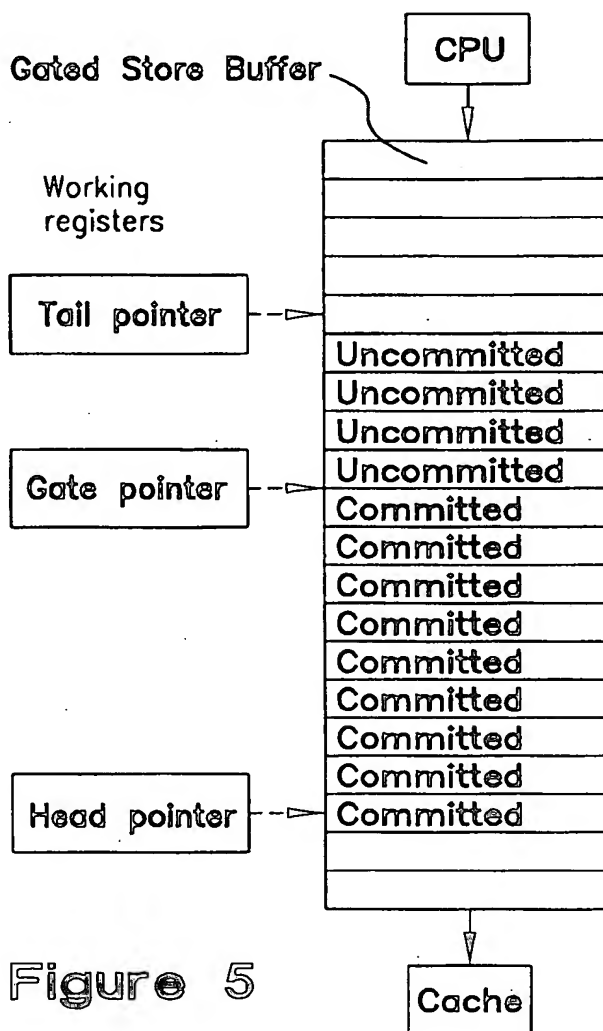 CPU
Gated Store Buffer
Working
registers
Tail pointer
Uncommitted
Uncommitted
Uncommitted
Uncommitted
Gate pointer
Committed
Committed
Committed
Committed
Committed
Committed
Committed
Committed
Head pointer
Committed
Figure 5
Cache